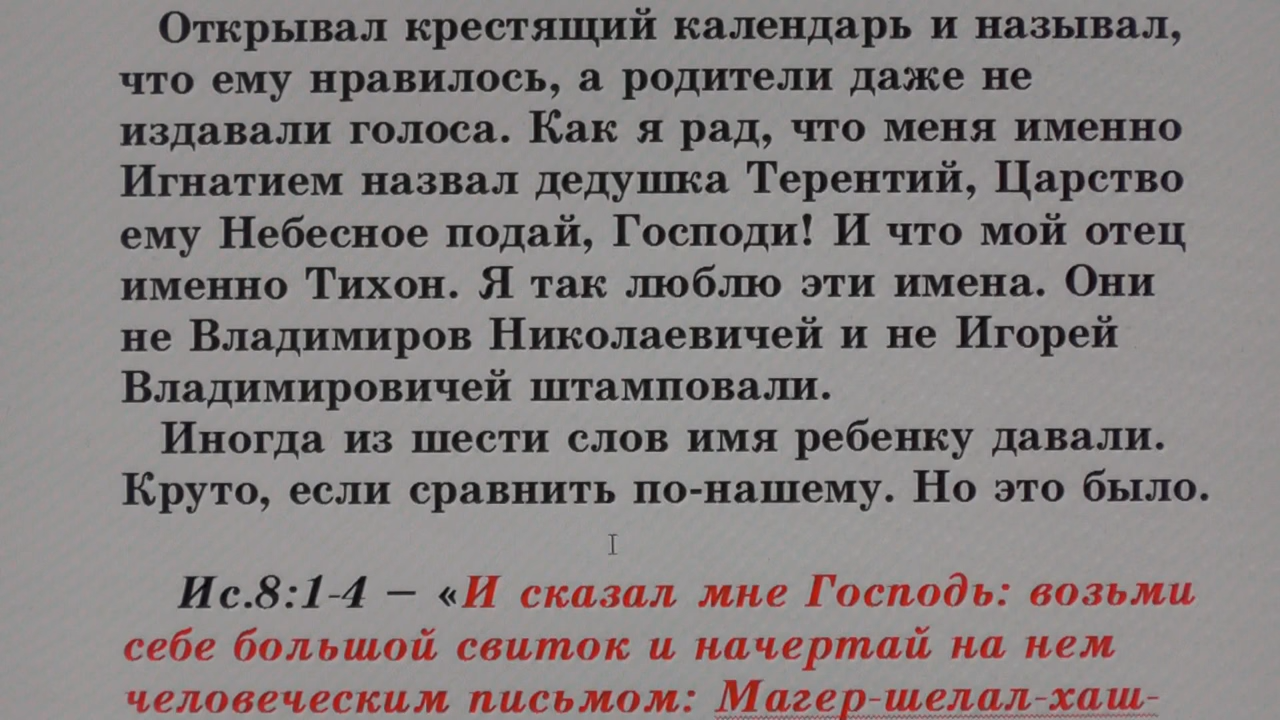 Открывал крестящий календарь и называл,
что ему нравилось, а родители даже не
издавали голоса. Как я рад, что меня именно
Игнатием назвал дедушка Терентий, Царство
ему Небесное подай, Господи! И что мой отец
именно Тихон. Я так люблю эти имена. Они
не Владимиров Николаевичей и не Игорей
Владимировичей штамповали.
Иногда из шести слов имя ребенку давали.
Круто, если сравнить по-нашему. Но это было.
Ис.8:1-4 – «И сказал мне Господь: возьми
себе большой свиток и начертай на нем
человеческим письмом: Магер-шелал-хаш-